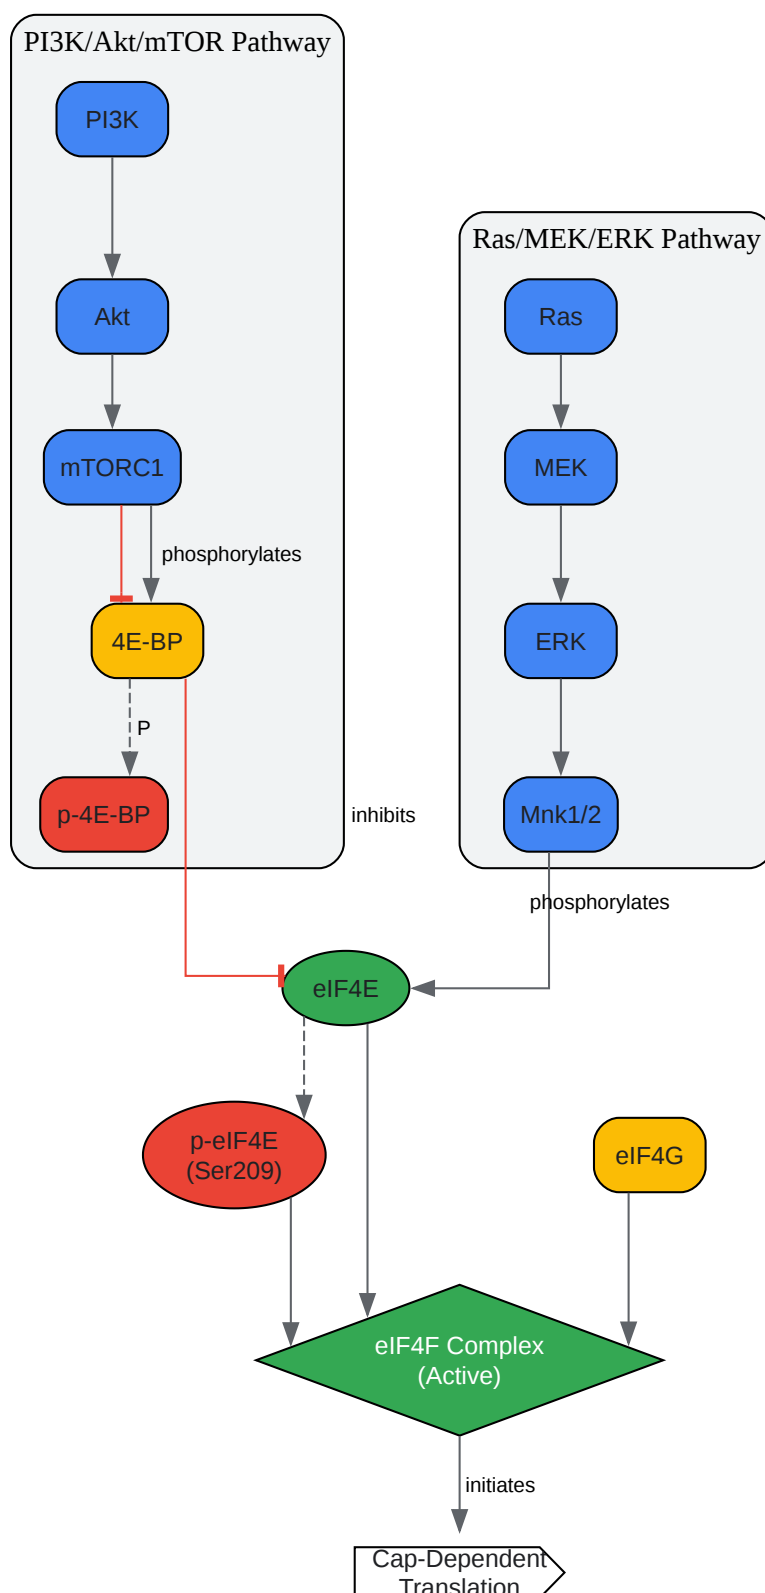 PI3K/Akt/mTOR Pathway
PI3K
Akt
mTORC1
phosphorylates
4E-BP
P
p-4E-BP
inhibits
Ras/MEK/ERK Pathway
Ras
MEK
ERK
Mnk1/2
phosphorylates
eIF4E
p-eIF4E
(Ser209)
eIF4G
eIF4F Complex
(Active)
initiates
Cap-Dependent
Translation